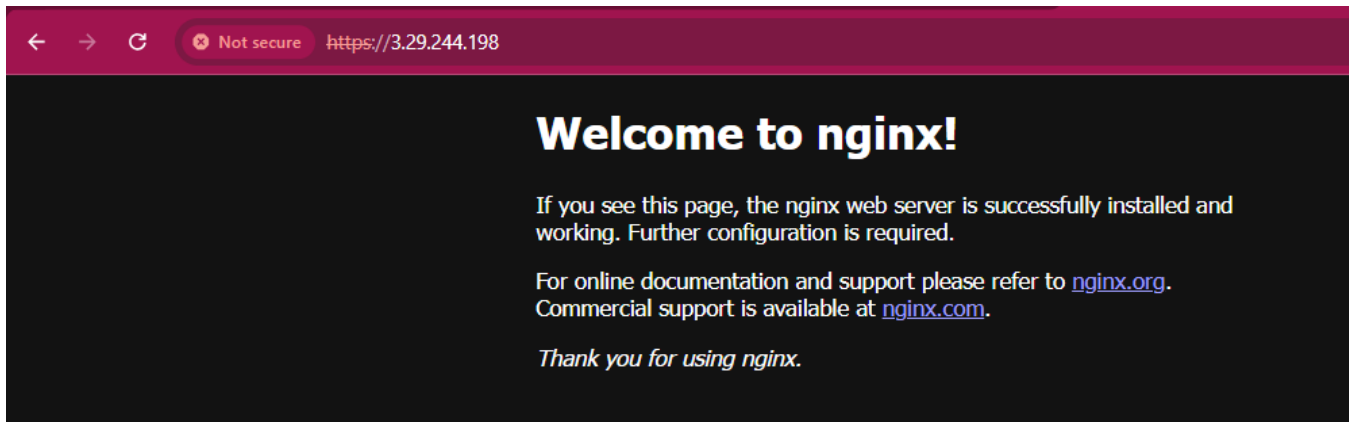 Not secure https://3.29.244.198
Welcome to nginx!
If you see this page, the nginx web server is successfully installed and
working. Further configuration is required.
For online documentation and support please refer to nginx.org.
Commercial support is available at nginx.com.
Thank you for using nginx.